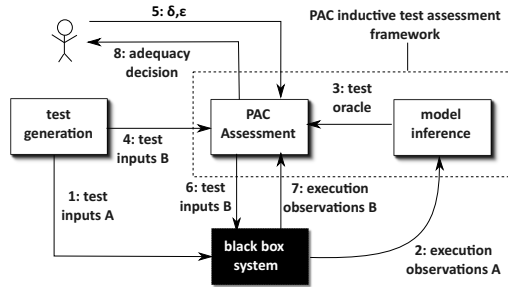 5: δ,ε
PAC inductive test assessment
framework
8: adequacy
decision
3: test
oracle
test
generation
4: test
inputs B
PAC
Assessment
model
inference
1: test
inputs A
6: test
inputs B
7: execution
observations B
black box
system
2: execution
observations A